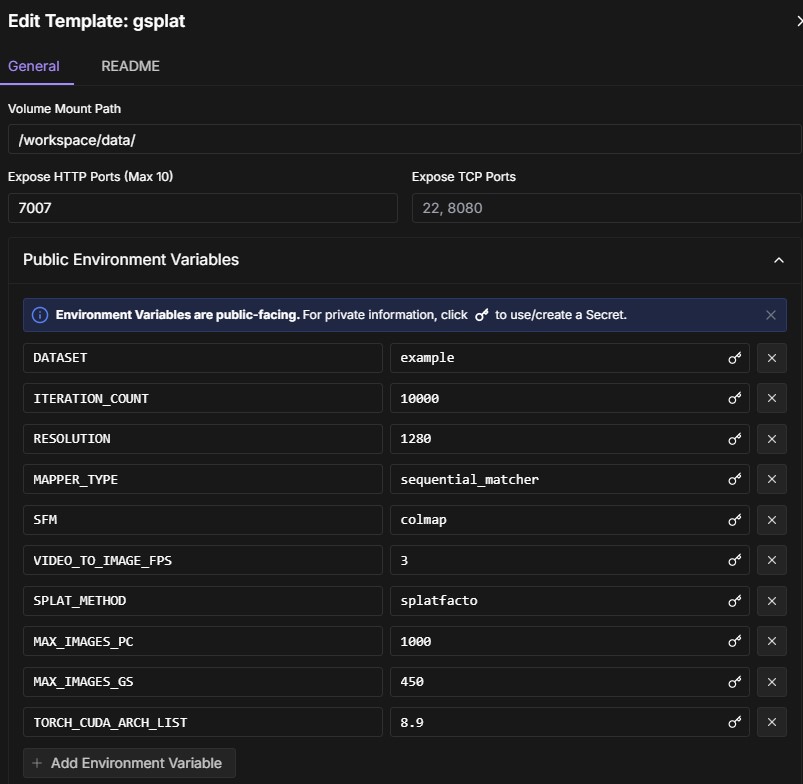 Edit Template: gsplat
General README
Volume Mount Path
/workspace/data/
Expose HTTP Ports (Max 10) Expose TCP Ports
7007 22, 8080
Public Environment Variables
Environment Variables are public-facing. For private information, click to use/create a Secret.
DATASET example
ITERATION_COUNT 10000
RESOLUTION 1280
MAPPER_TYPE sequential_matcher
SFM colmap
VIDEO_TO_IMAGE_FPS 3
SPLAT_METHOD splatfacto
MAX_IMAGES_PC 1000
MAX_IMAGES_GS 450
TORCH_CUDA_ARCH_LIST 8.9
+ Add Environment Variable